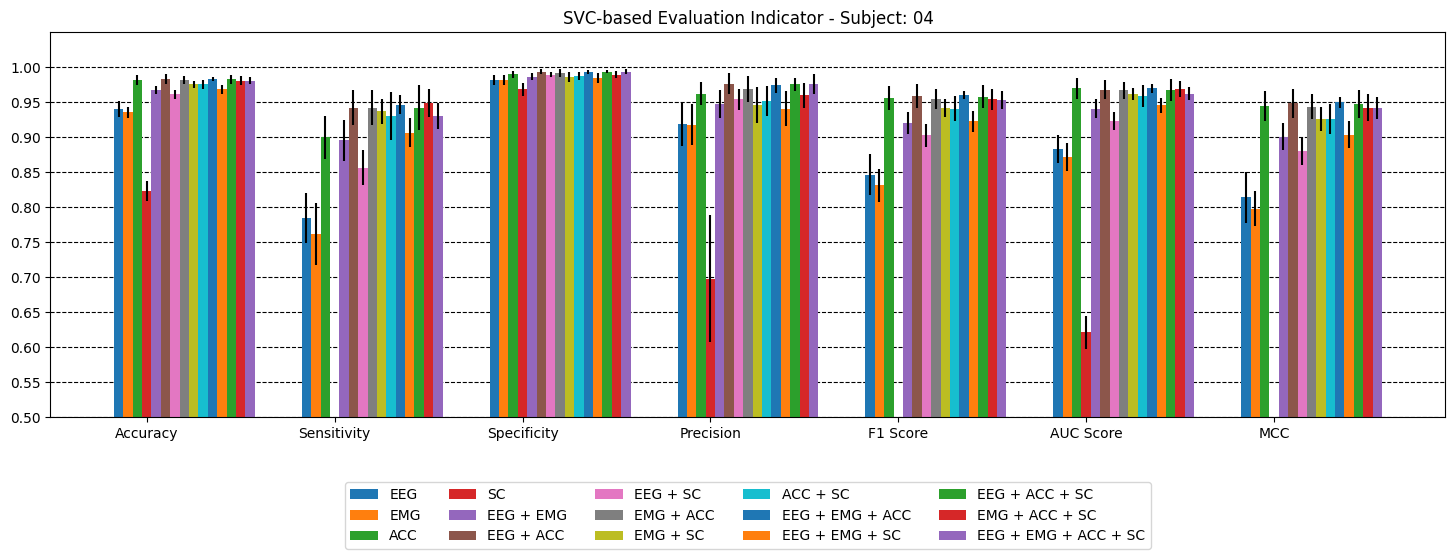 SVC-based Evaluation Indicator - Subject: 04
1.00
0.95
0.90
0.85
0.80
0.75
0.70
0.65
0.60
0.55
0.50
Accuracy Sensitivity Specificity Precision F1 Score AUC Score MCC
EEG SC EEG + SC ACC + SC EEG + ACC + SC
EMG EEG + EMG EMG + ACC EEG + EMG + ACC EMG + ACC + SC
ACC EEG + ACC EMG + SC EEG + EMG + SC EEG + EMG + ACC + SC